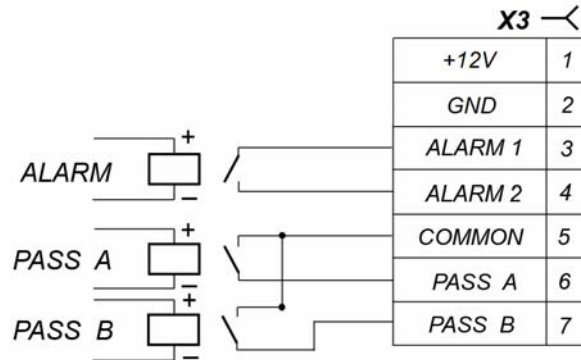 X3
+12V 1
GND 2
+
ALARM 1 3
ALARM
−
ALARM 2 4
+
COMMON 5
PASS A
−
PASS A 6
+
PASS B 7
PASS B
−